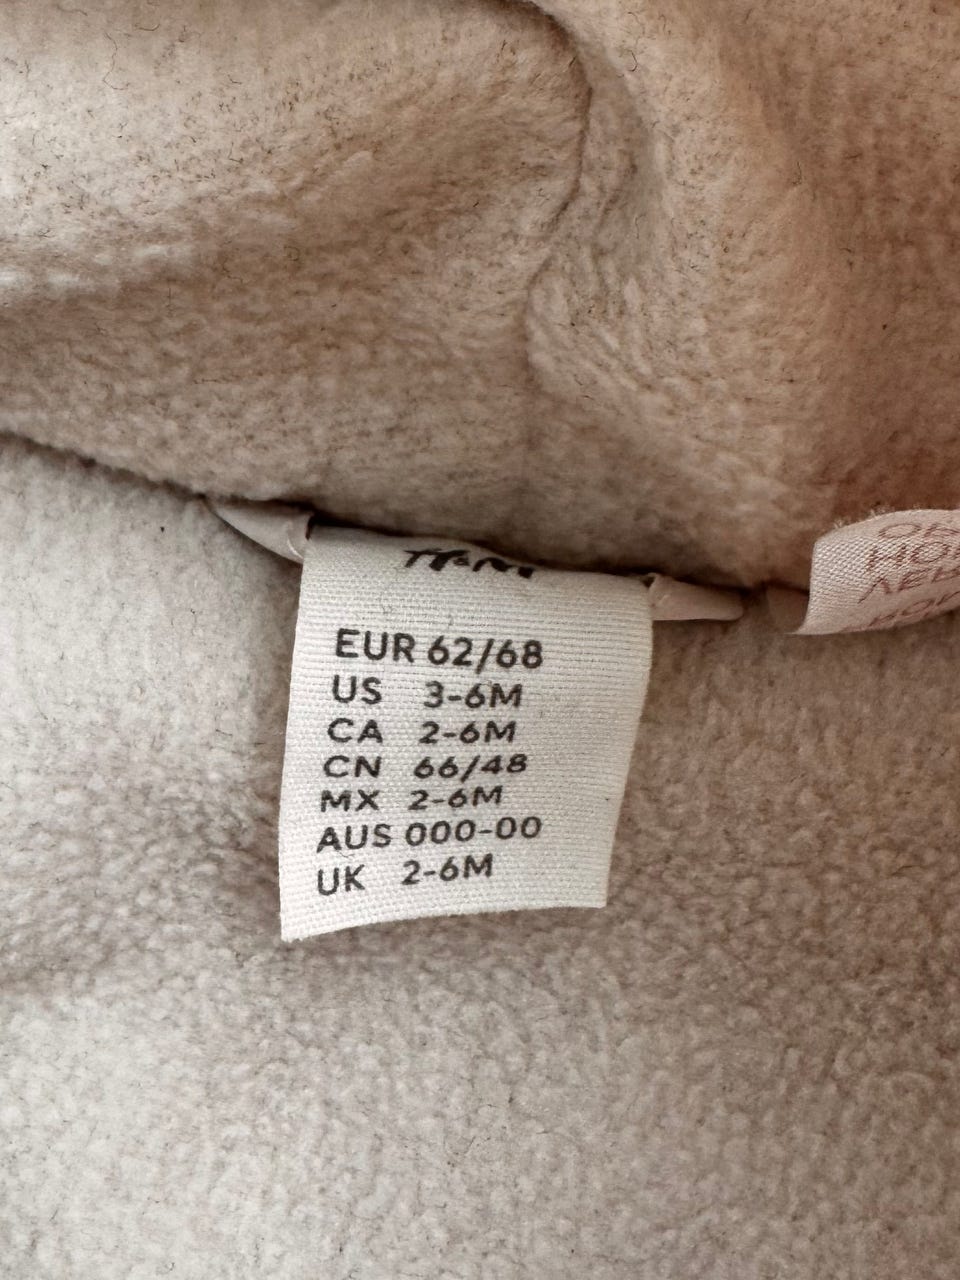 H&M
EUR 62/68
US 3-6M
CA 2-6M
CN 66/48
MX 2-6M
AUS 000-00
UK 2-6M